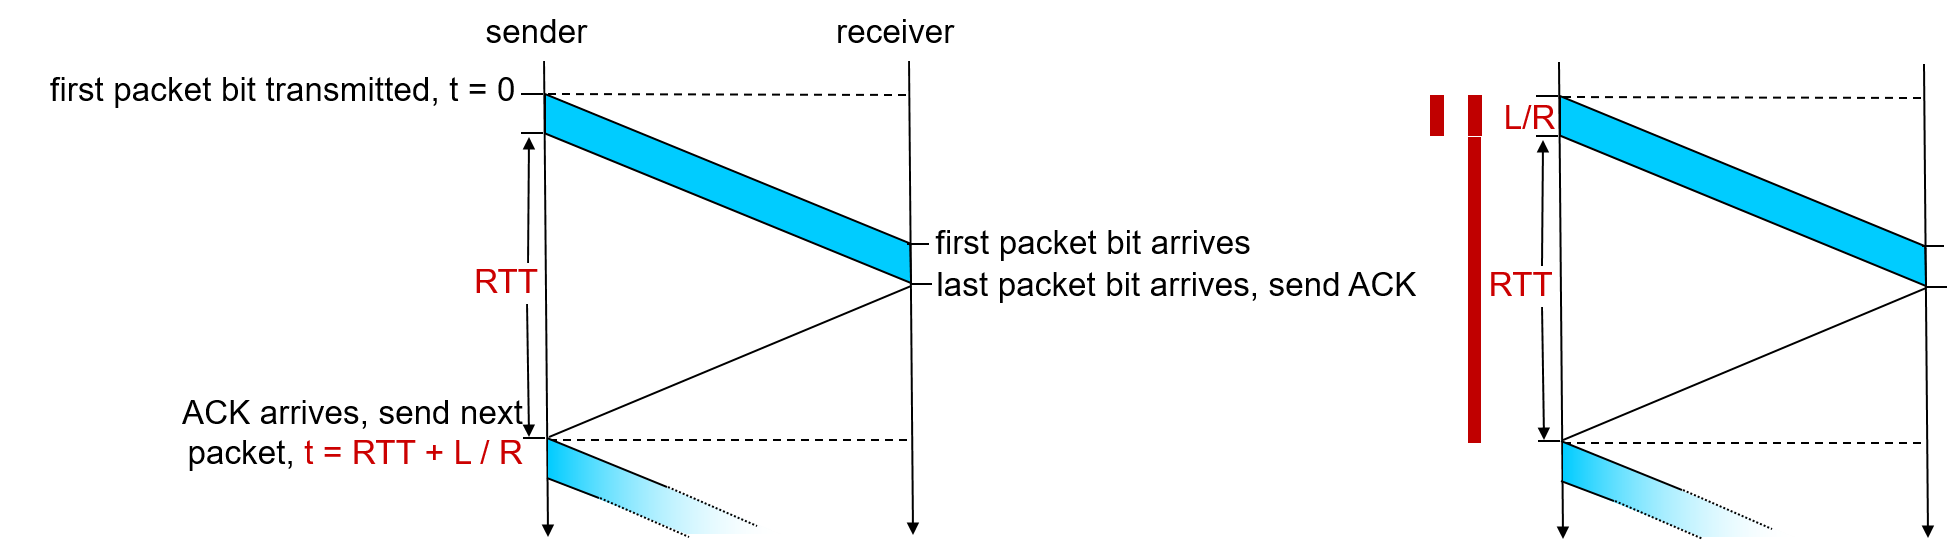 sender
receiver
first packet bit transmitted, t = 0
L/R
first packet bit arrives
RTT
last packet bit arrives, send ACK
RTT
ACK arrives, send next
packet, t = RTT + L / R